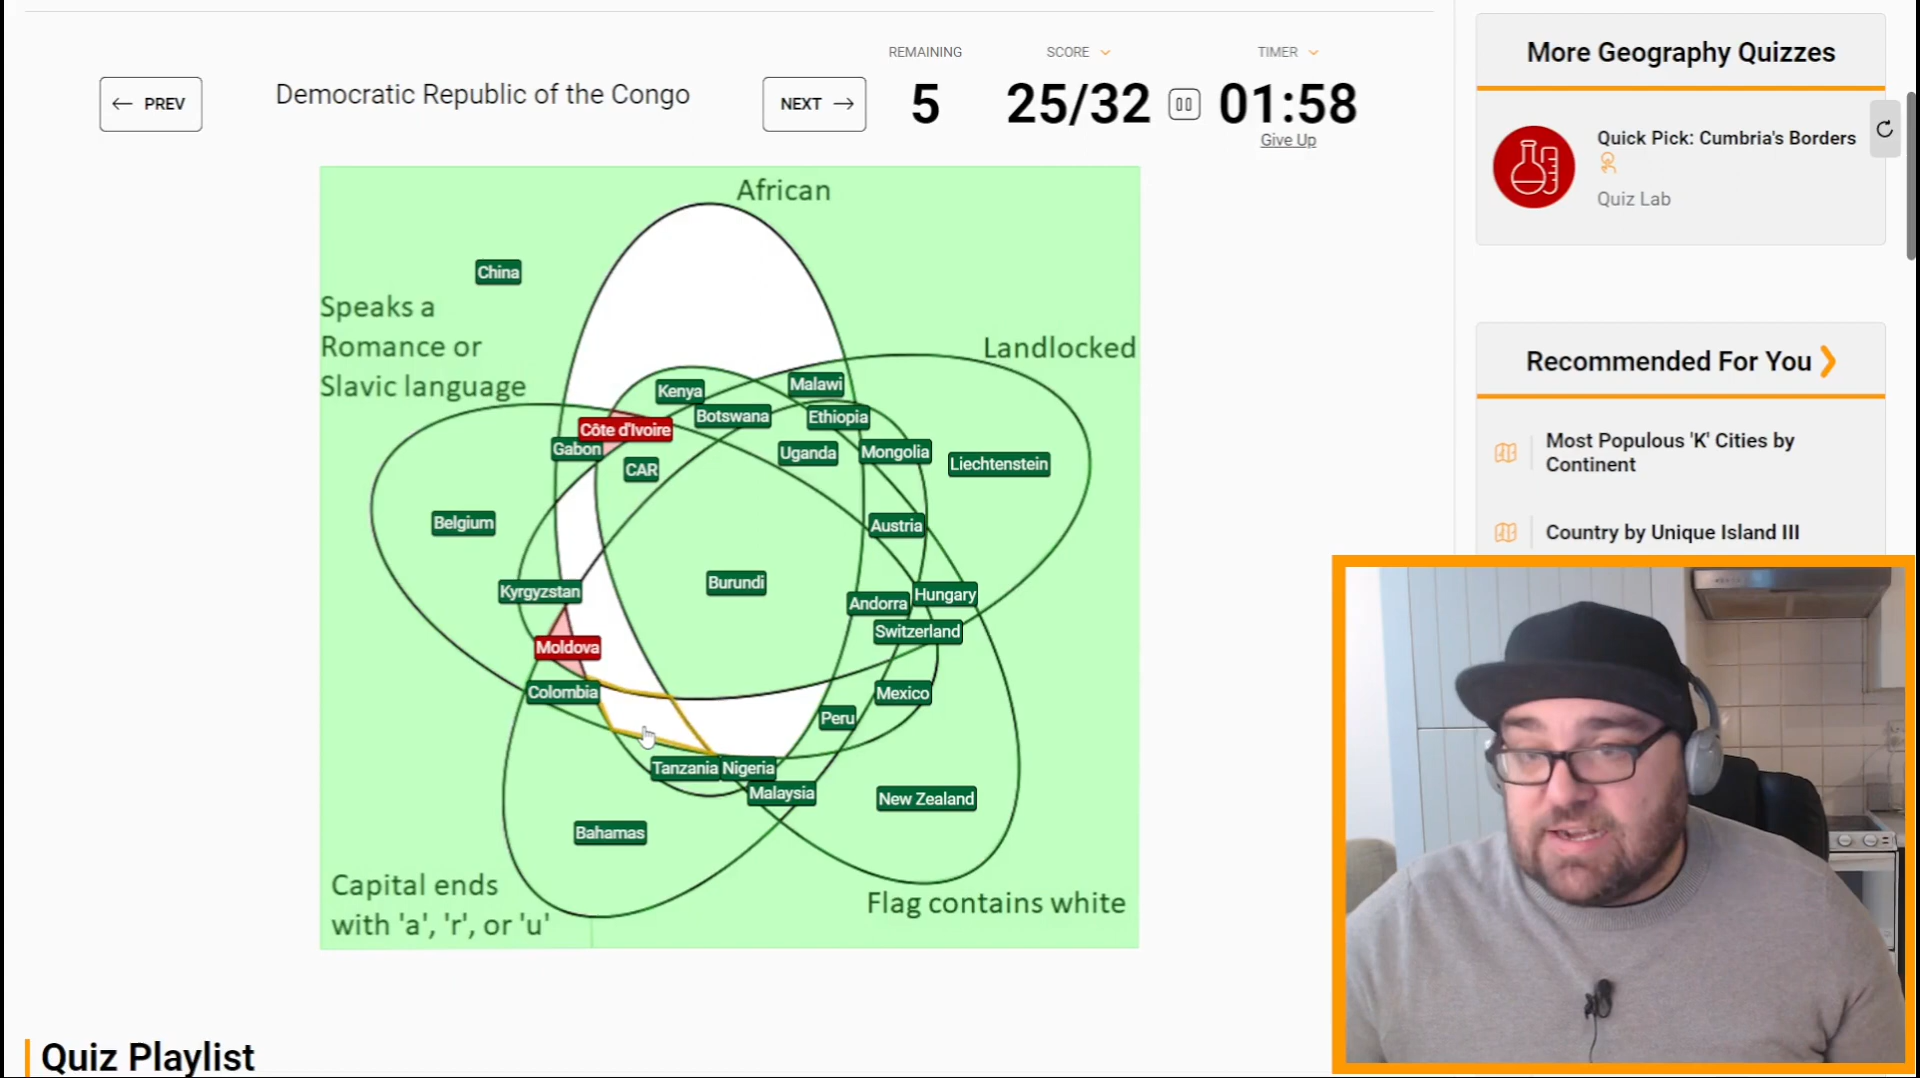 REMAINING
SCORE
TIMER
← PREV
Democratic Republic of the Congo
NEXT →
5
25/32
01:58
Give Up
African
China
Speaks a
Romance or
Slavic language
Landlocked
Kenya
Malawi
Botswana
Ethiopia
Côte d'Ivoire
Gabon
CAR
Uganda
Mongolia
Liechtenstein
Belgium
Austria
Burundi
Kyrgyzstan
Andorra
Hungary
Switzerland
Moldova
Colombia
Mexico
Peru
Tanzania
Nigeria
Malaysia
New Zealand
Bahamas
Capital ends
with 'a', 'r', or 'u'
Flag contains white
Quiz Playlist
More Geography Quizzes
Quick Pick: Cumbria's Borders
Quiz Lab
Recommended For You
Most Populous 'K' Cities by
Continent
Country by Unique Island III